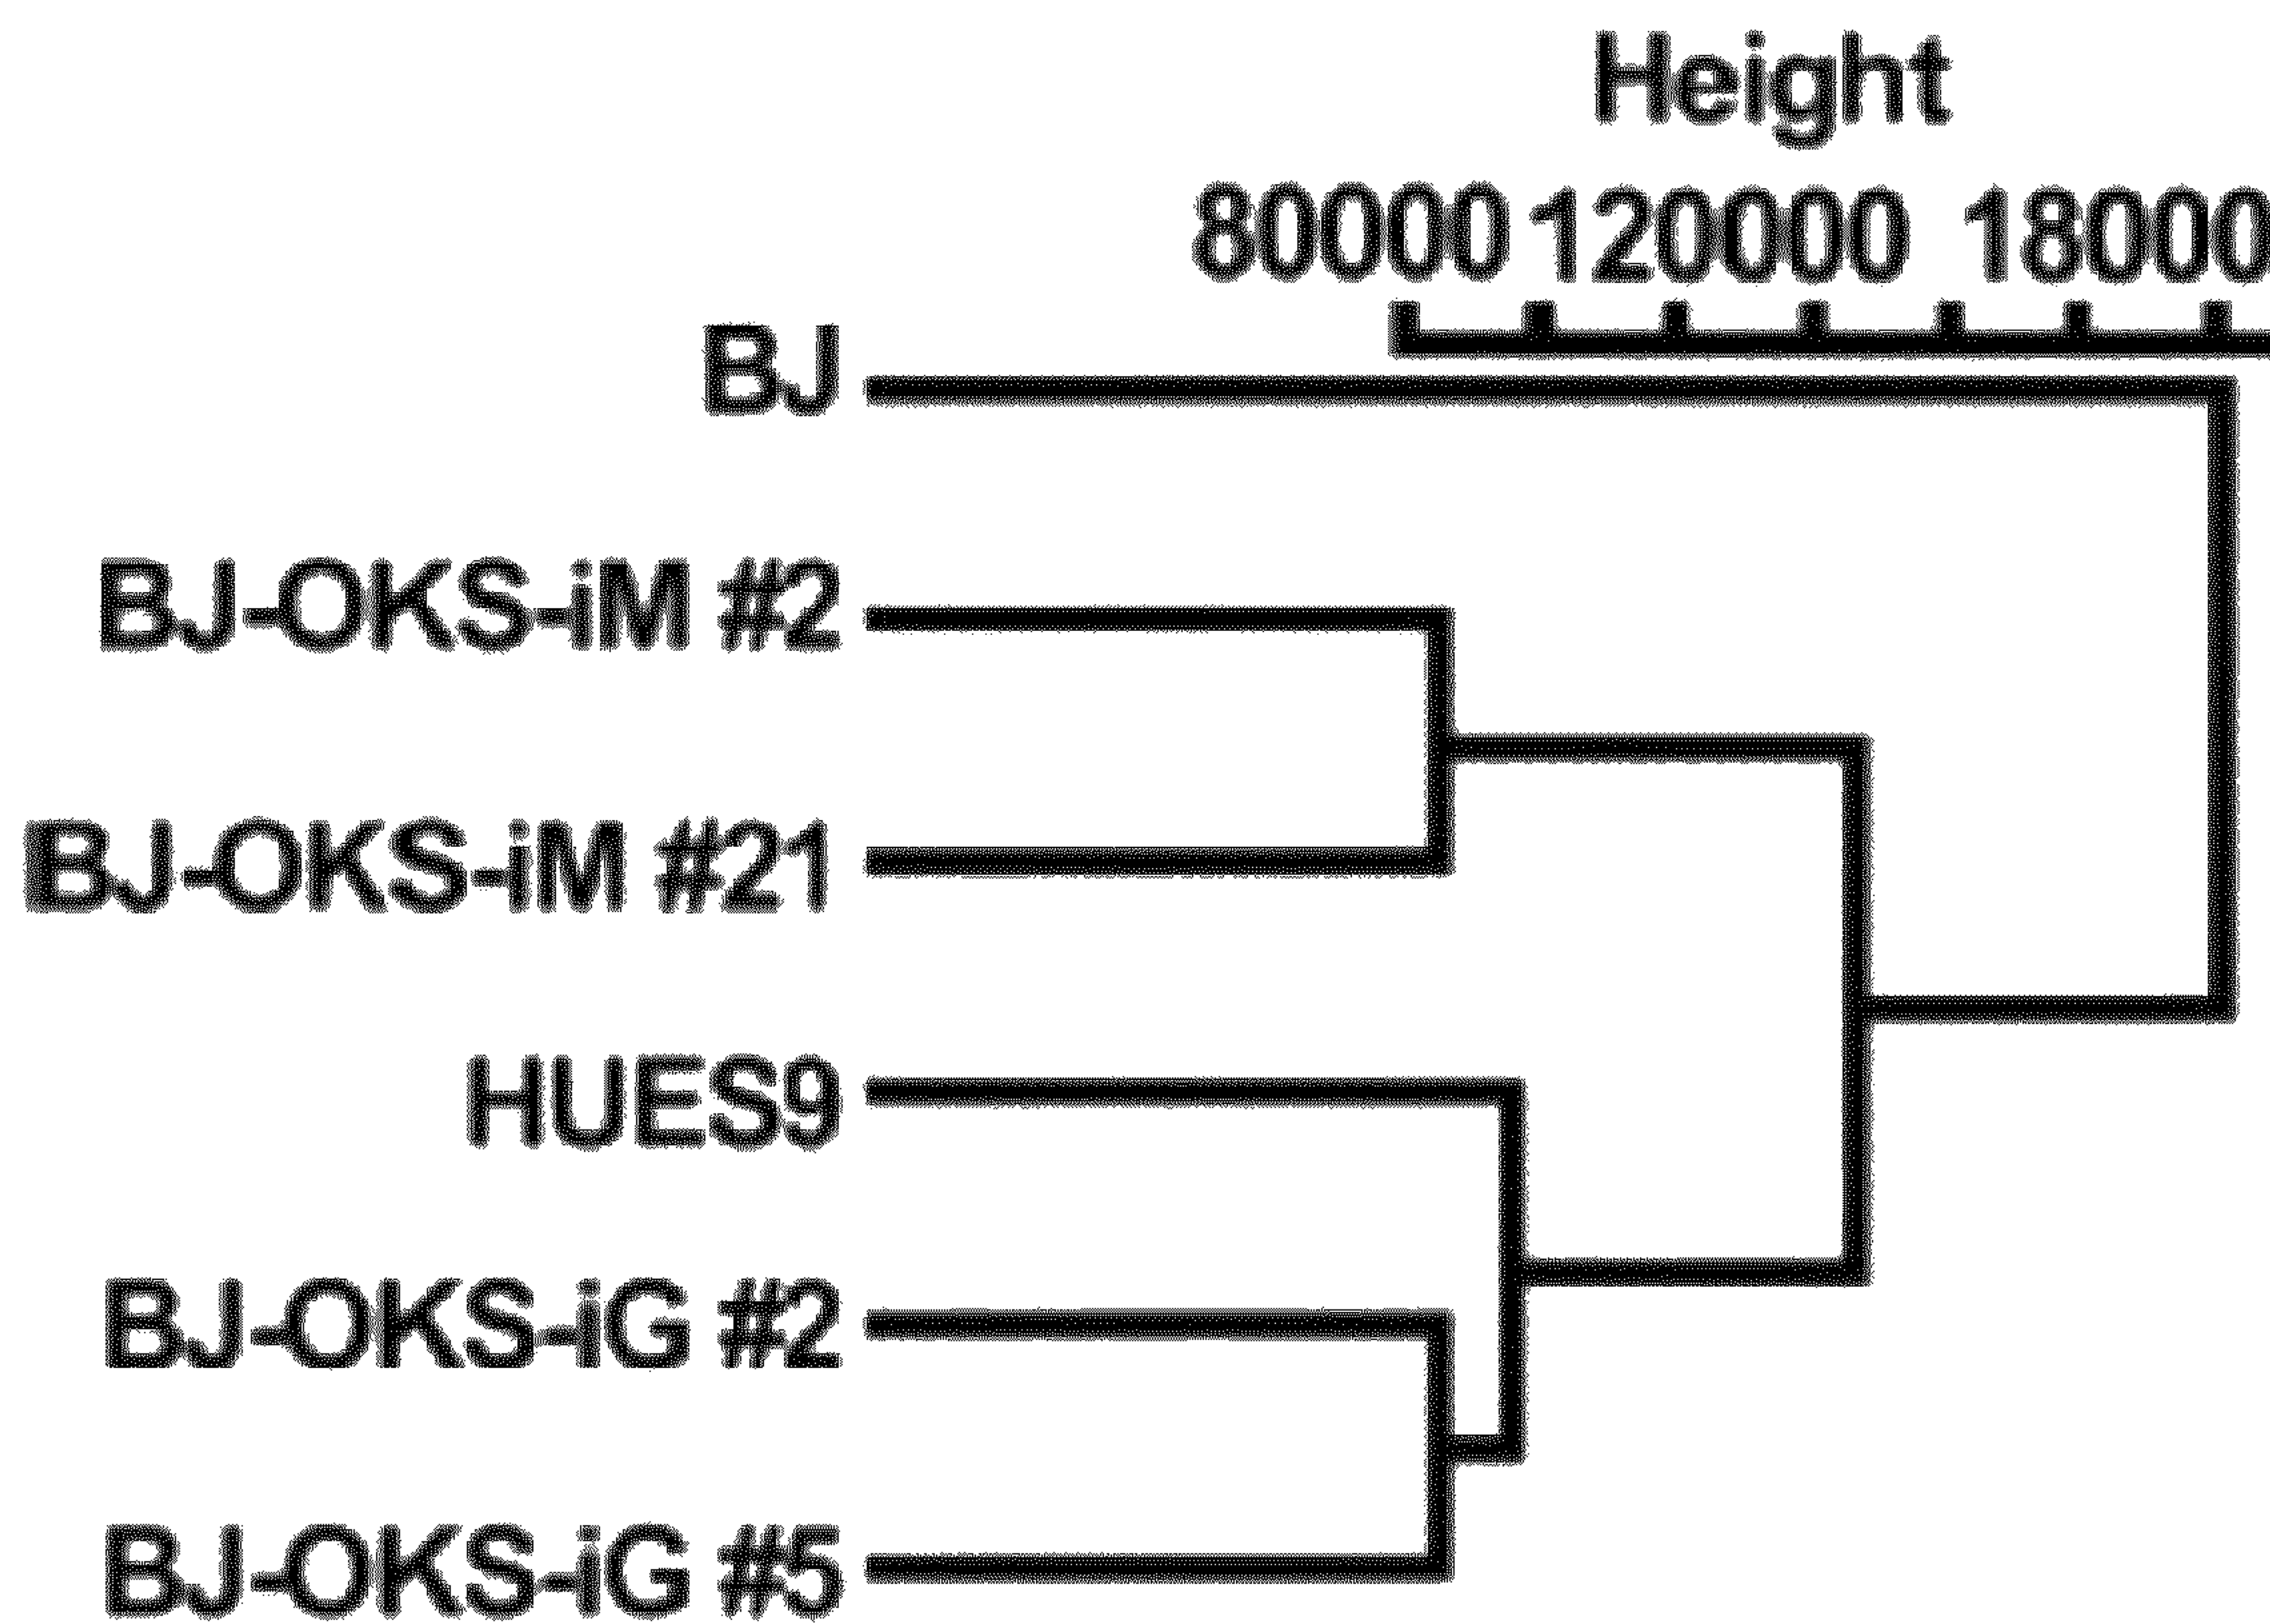 Height
80000 120000 18000
BJ
BJ-OKS-iM #2
BJ-OKS-iM #21
HUES9
BJ-OKS-iG #2
BJ-OKS-iG #5